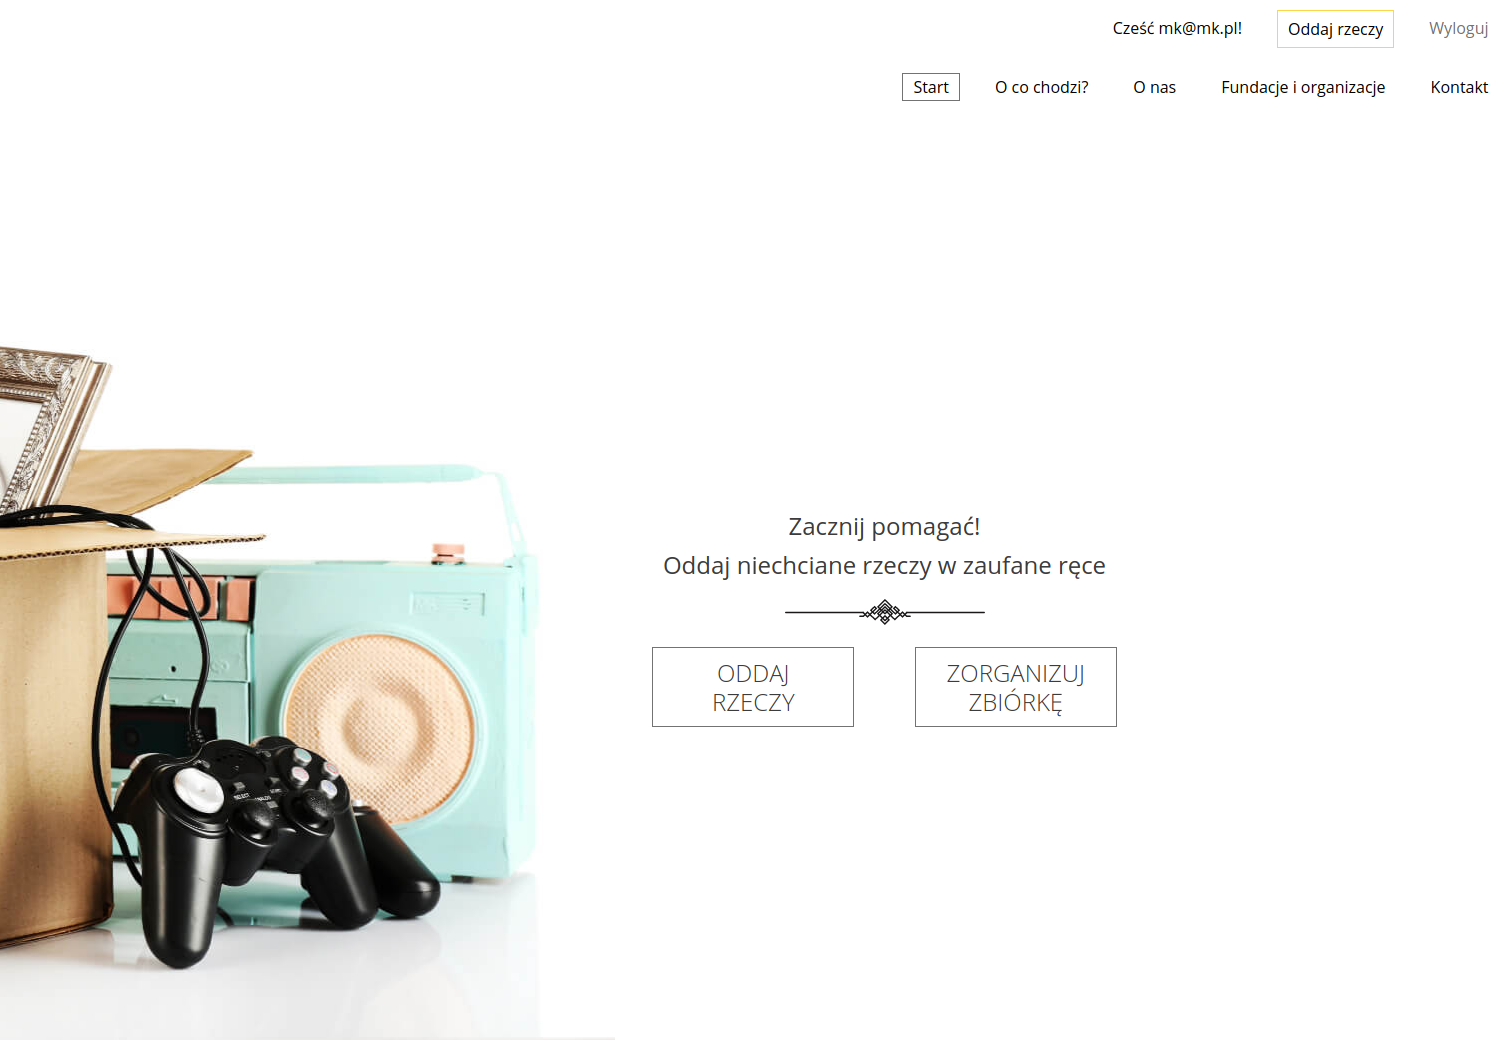 Cześć mk@mk.pl! Oddaj rzeczy Wyloguj
Start O co chodzi? O nas Fundacje i organizacje Kontakt
Zacznij pomagać!
Oddaj niechciane rzeczy w zaufane ręce
ODDAJ
RZECZY
ZORGANIZUJ
ZBIÓRKĘ
SELECT